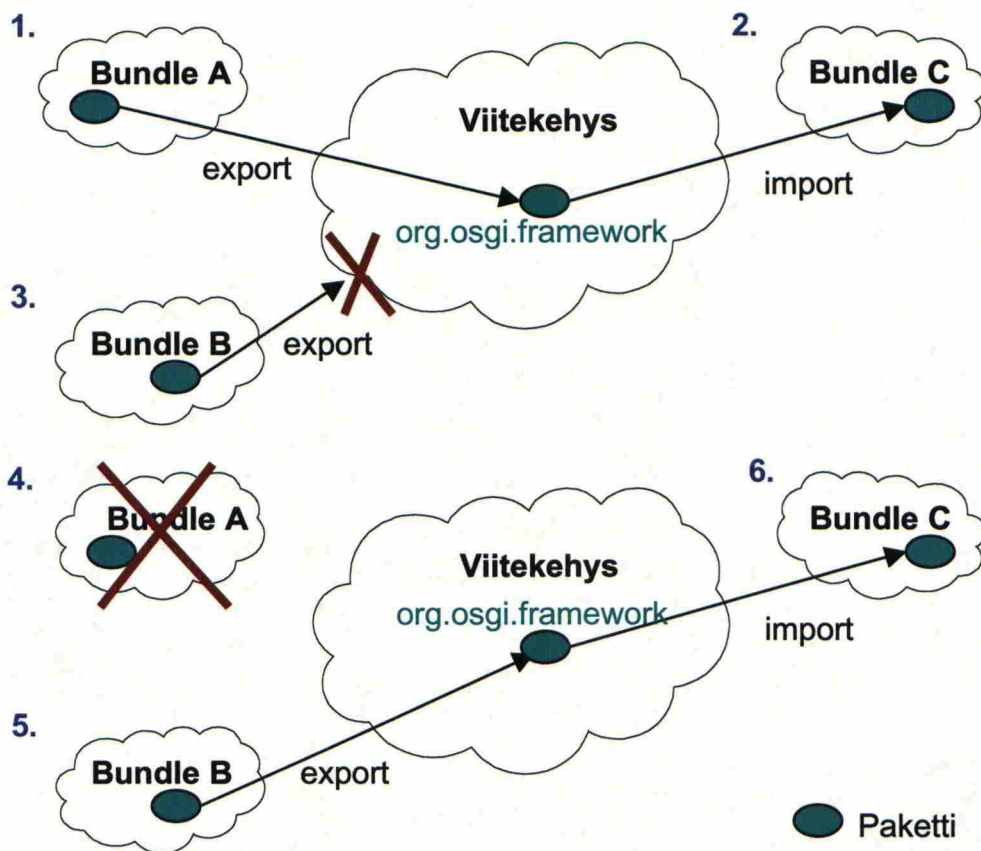 1.
Bundle A
2.
Bundle C
Viitekehys
export
import
org.osgi.framework
3.
Bundle B
export
4.
Bundle A
6.
Bundle C
Viitekehys
org.osgi.framework
import
5.
Bundle B
export
Paketti